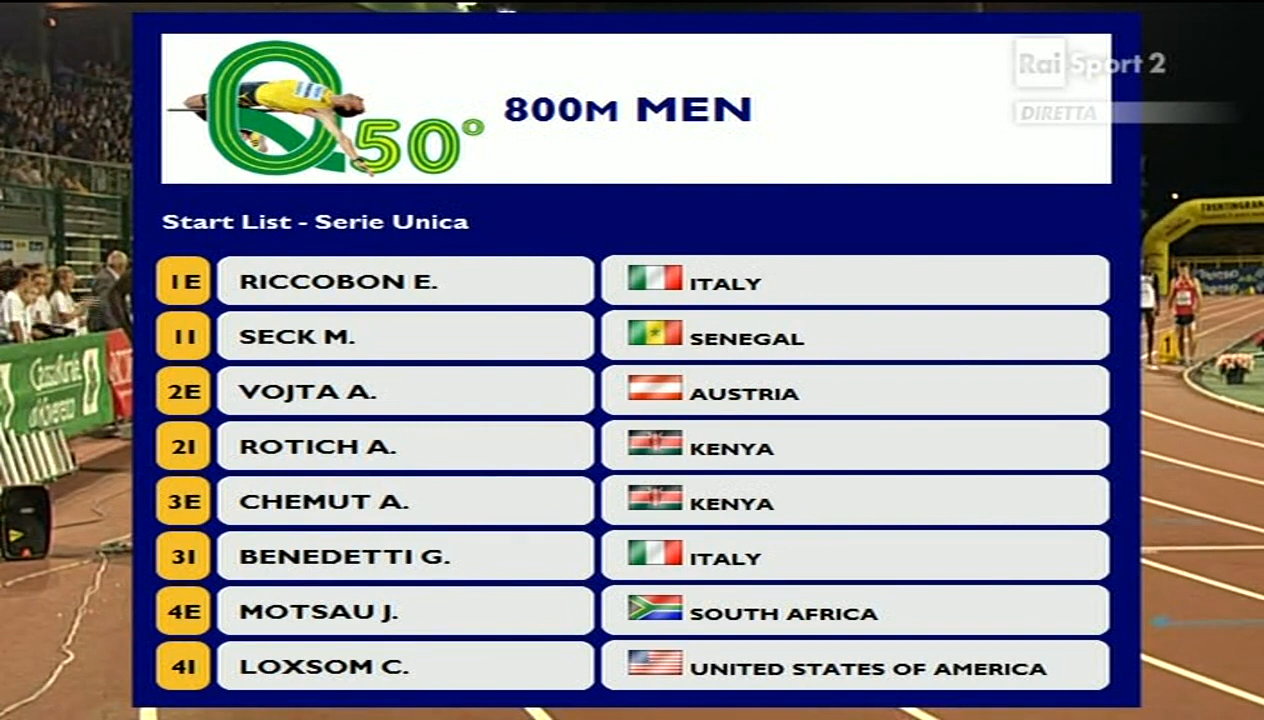 Q50°
800M MEN
Rai Sport 2
DIRETTA
Start List - Serie Unica
1E RICCOBON E. ITALY
1I SECK M. SENEGAL
2E VOJTA A. AUSTRIA
2I ROTICH A. KENYA
3E CHEMUT A. KENYA
3I BENEDETTI G. ITALY
4E MOTSAU J. SOUTH AFRICA
4I LOXSOM C. UNITED STATES OF AMERICA
1